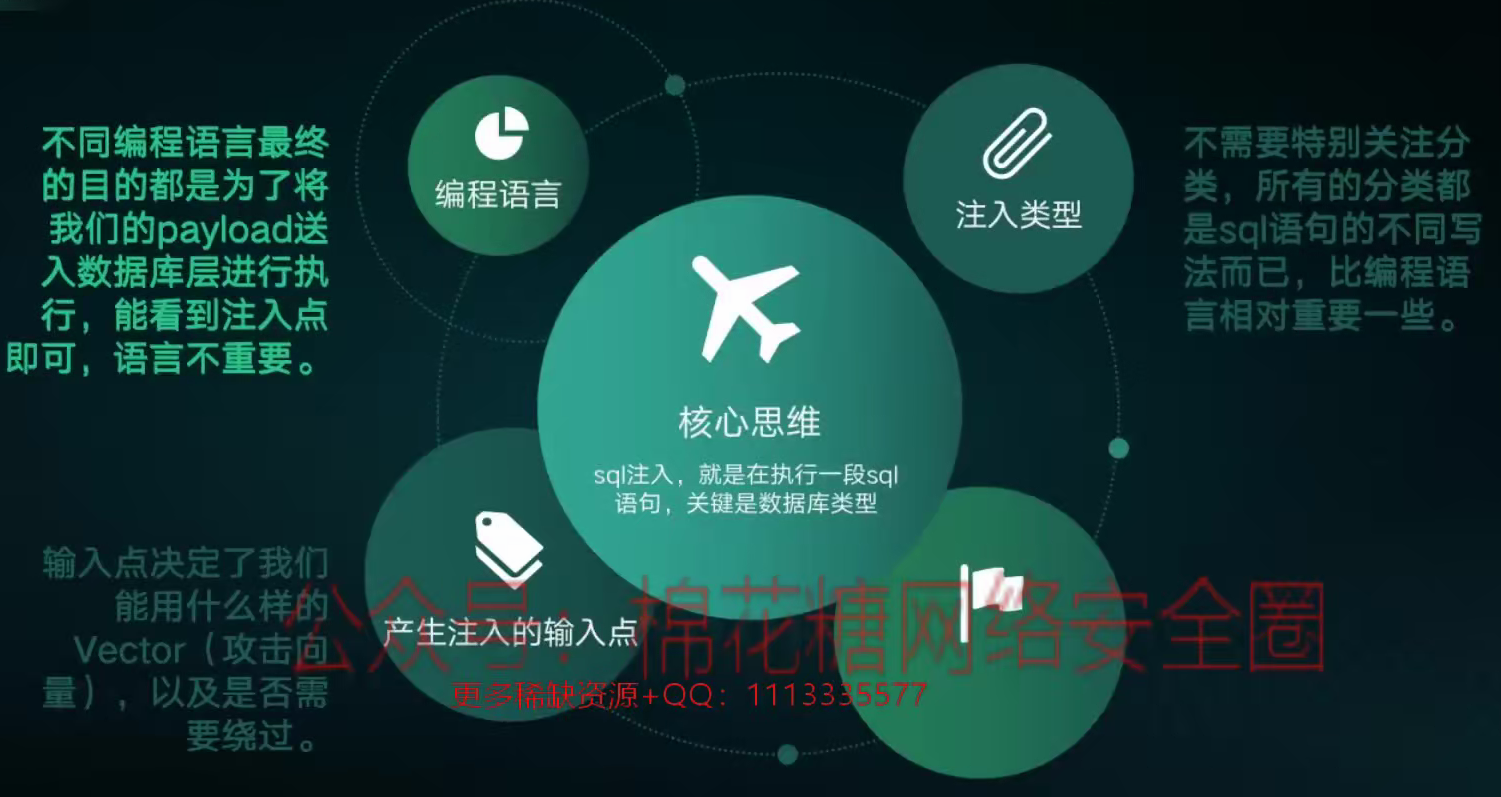 不同编程语言最终
的目的都是为了将
我们的payload送
入数据库层进行执
行，能看到注入点
即可，语言不重要。
编程语言
注入类型
不需要特别关注分
类，所有的分类都
是sql语句的不同写
法而已，比编程语
言相对重要一些。
核心思维
sql注入，就是在执行一段sql
语句，关键是数据库类型
输入点决定了我们
能用什么样的
Vector（攻击向
量），以及是否需
要绕过。
产生注入的输入点
公众号：棉花糖网络安全圈
更多稀缺资源+QQ：1113335577